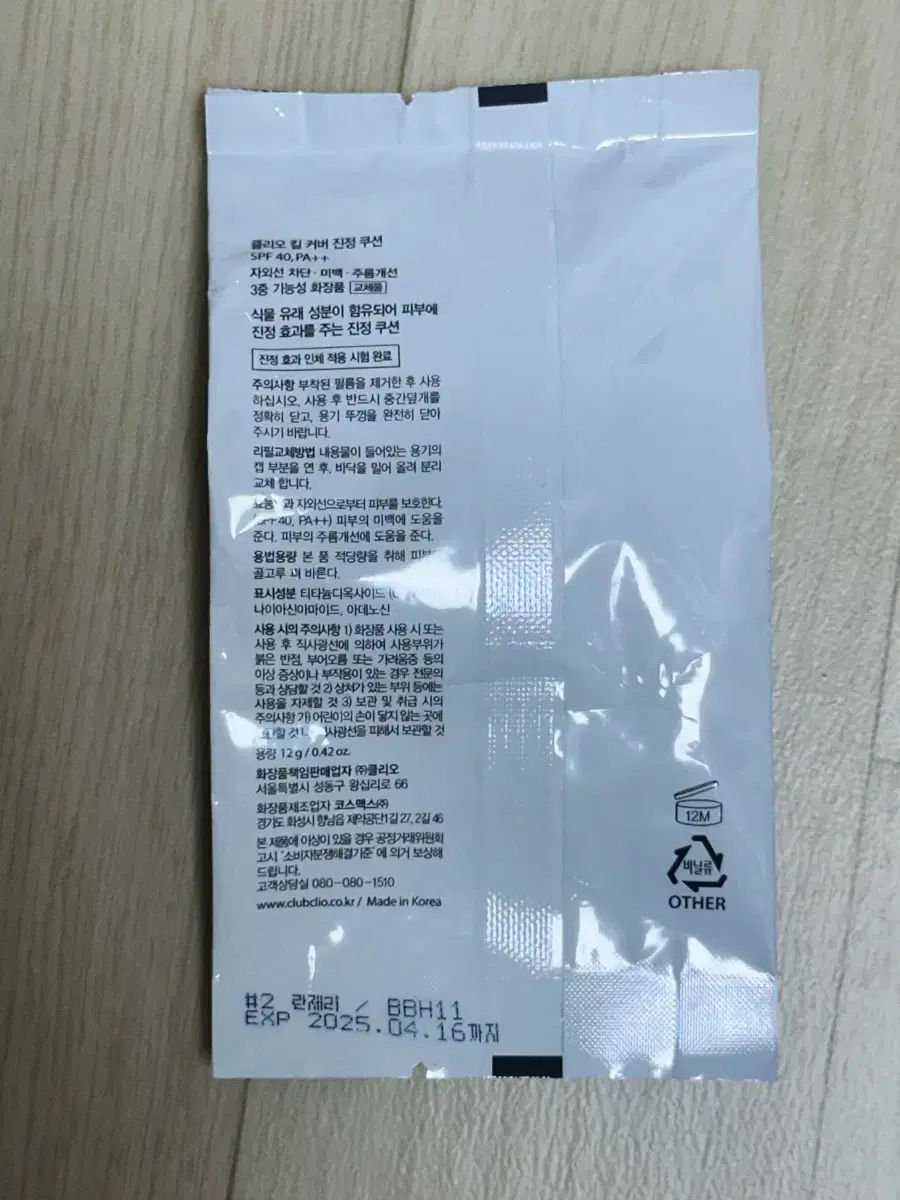 클리오 킬 커버 진정 쿠션
SPF 40, PA++
자외선 차단 · 미백 · 주름개선
3중 기능성 화장품 교체품
식물 유래 성분이 함유되어 피부에
진정 효과를 주는 진정 쿠션
진정 효과 인체 적용 시험 완료
주의사항 부착된 필름을 제거한 후 사용
하십시오. 사용 후 반드시 중간덮개를
정확히 닫고, 용기 뚜껑을 완전히 닫아
주시기 바랍니다.
리필교체방법 내용물이 들어있는 용기의
캡 부분을 연 후, 바닥을 밀어 올려 분리
교체 합니다.
자외선으로부터 피부를 보호한다.
40, PA++) 피부의 미백에 도움을
준다. 피부의 주름개선에 도움을 준다.
용법용량 본 품 적당량을 취해
골고루 바른다.
표시성분 티타늄디옥사이드
나이아신아마이드, 아데노신
사용 시의 주의사항 1) 화장품 사용 시 또는
사용 후 직사광선에 의하여 사용부위가
붉은 반점, 부어오름 또는 가려움증 등의
이상 증상이나 부작용이 있는 경우 전문의
등과 상담할 것 2) 상처가 있는 부위 등에는
사용을 자제할 것 3) 보관 및 취급 시의
주의사항 가) 어린이의 손이 닿지 않는 곳에
것 피해서 보관할 것
용량 12 g / 0.42 oz.
화장품책임판매업자 ㈜클리오
서울특별시 성동구 왕십리로 66
화장품제조업자 코스맥스㈜
경기도 화성시 향남읍 제약공단1길 27, 2길 46
본 제품에 이상이 있을 경우 공정거래위원회
고시 '소비자분쟁해결기준'에 의거 보상해
드립니다.
고객상담실 080-080-1510
www.clubclio.co.kr / Made in Korea
12M
비닐류
OTHER
#2 란제리 / BBH11
EXP 2025.04.16까지